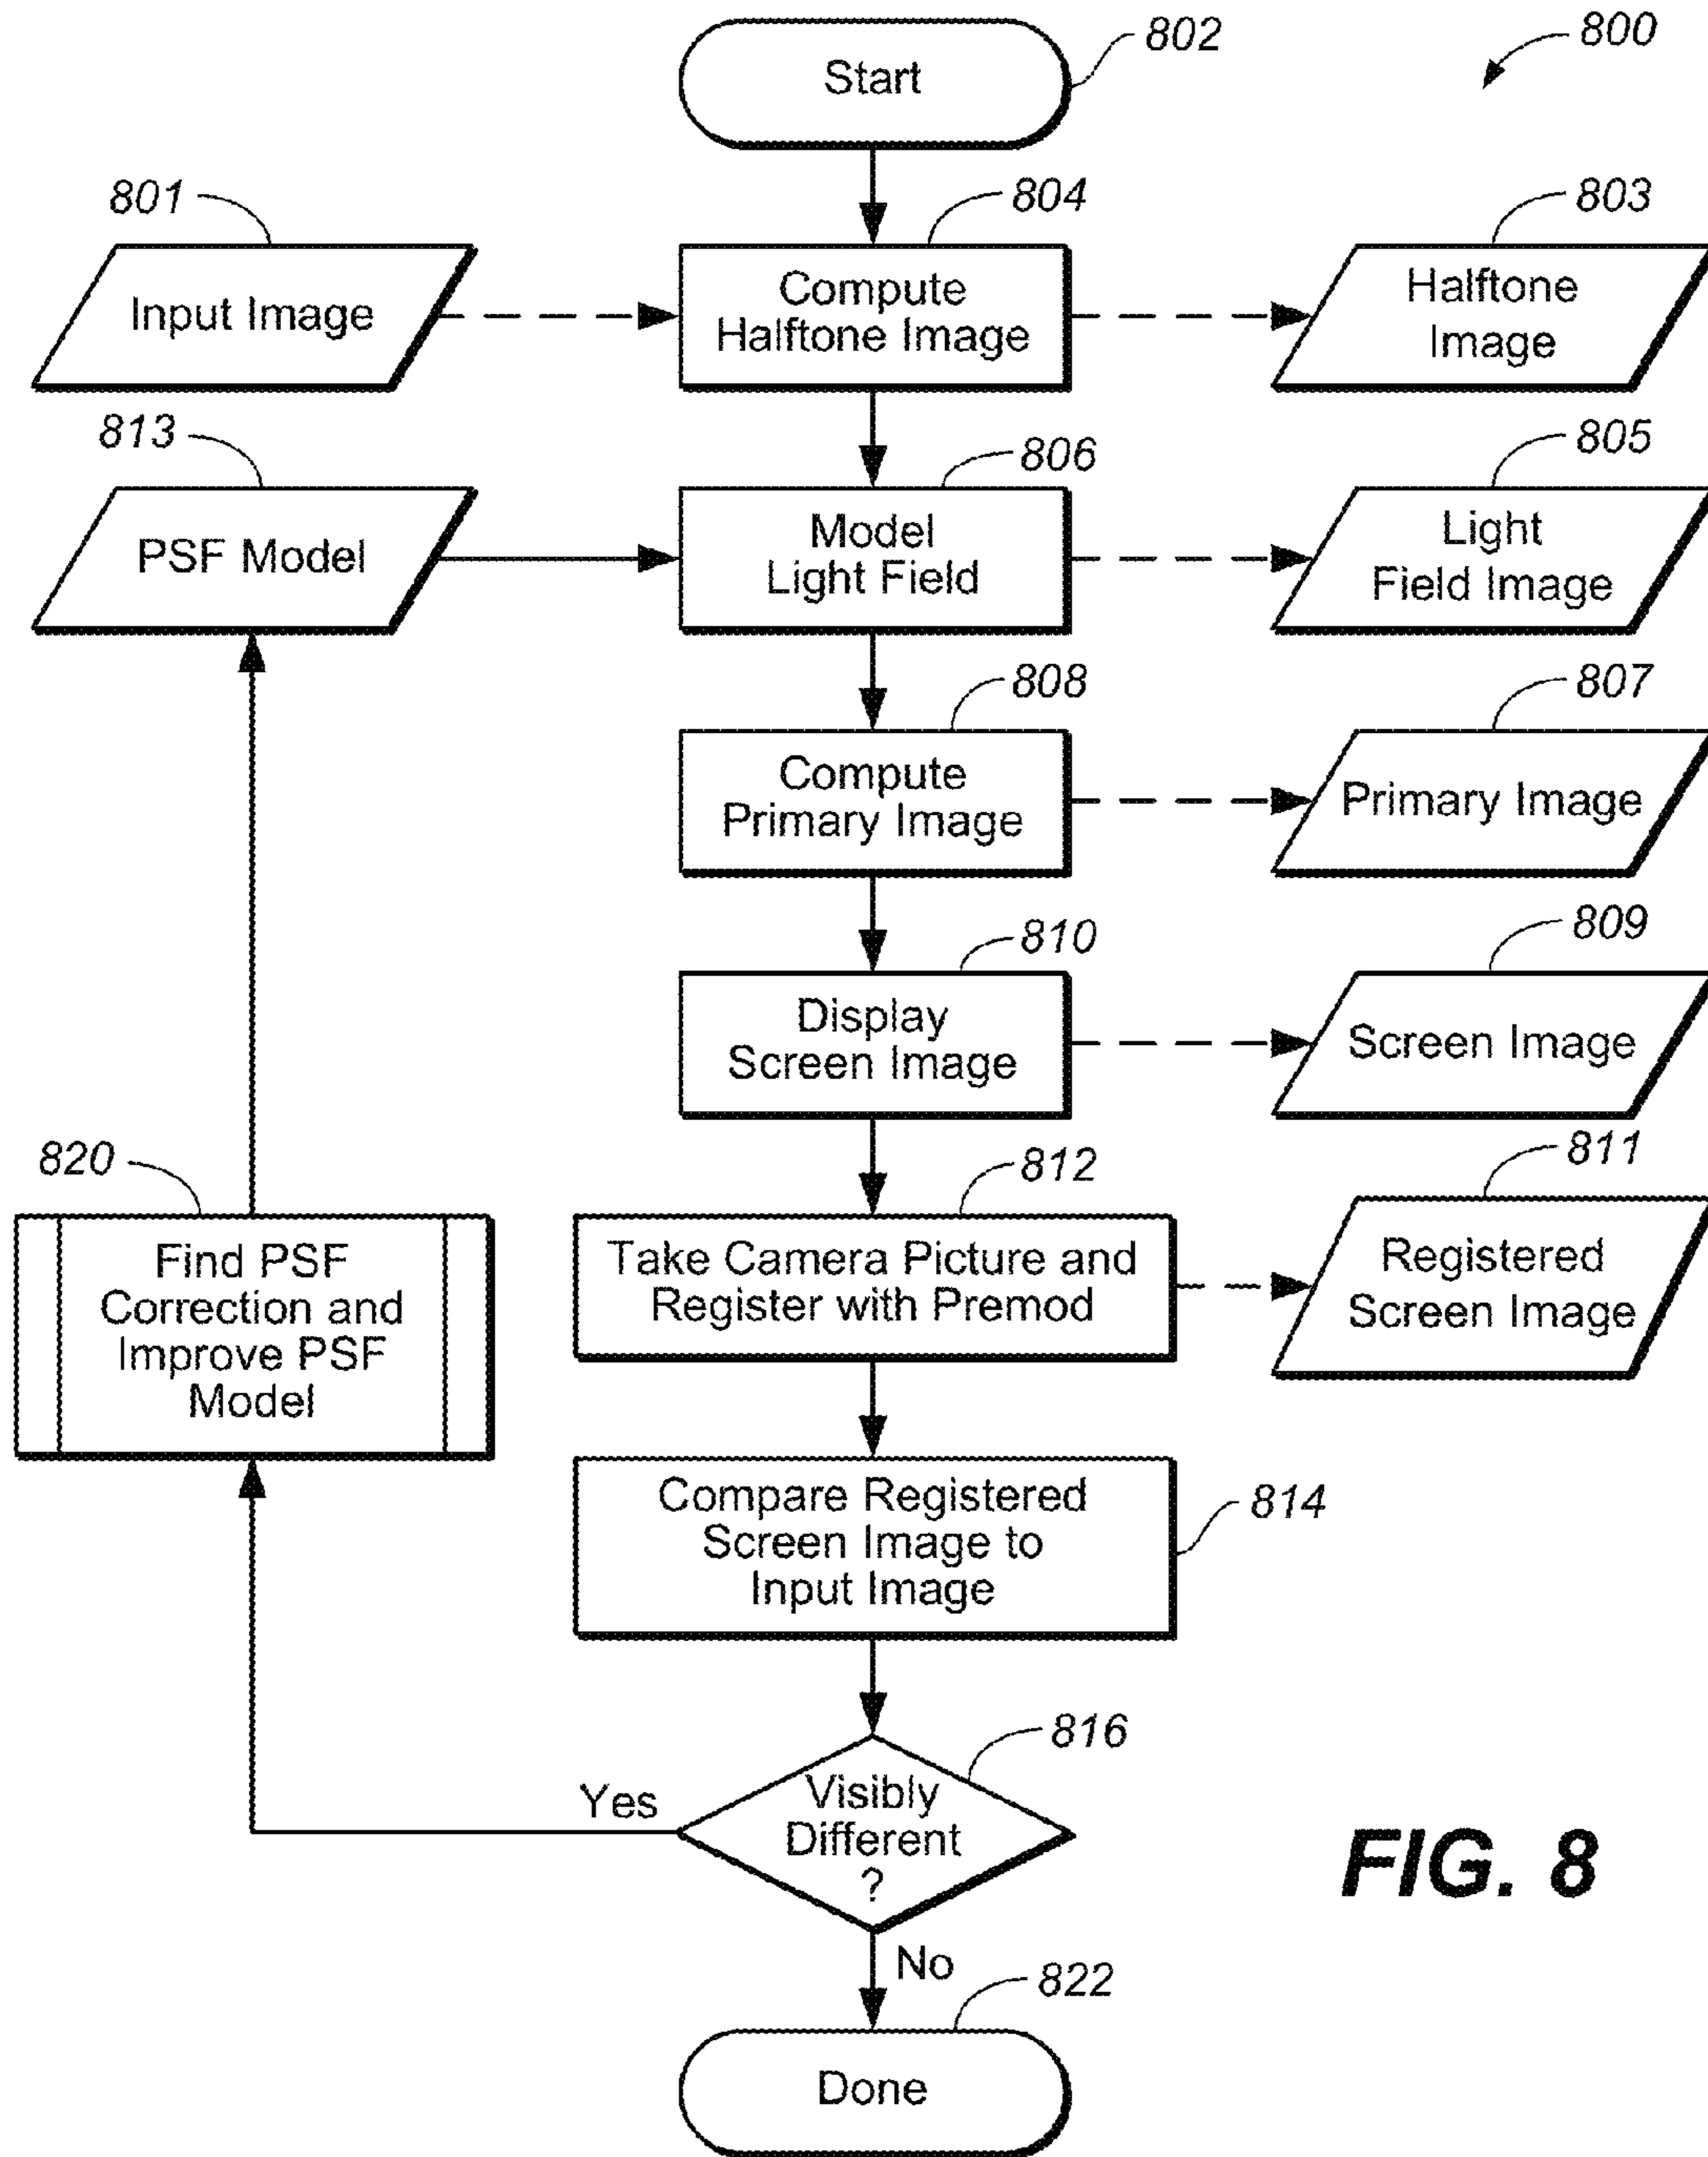 802
800
Start
801
804
803
Input Image
Compute
Halftone Image
Halftone
Image
813
806
805
PSF Model
Model
Light Field
Light
Field Image
808
807
Compute
Primary Image
Primary Image
810
809
Display
Screen Image
Screen Image
820
812
811
Find PSF
Correction and
Improve PSF
Model
Take Camera Picture and
Register with Premod
Registered
Screen Image
Compare Registered
Screen Image to
Input Image
814
816
Yes
Visibly
Different
?
FIG. 8
No
822
Done